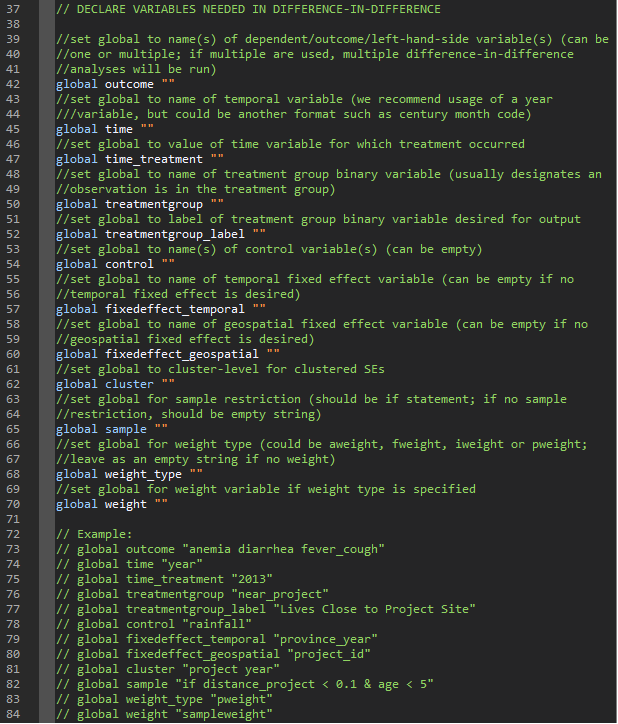 37 // DECLARE VARIABLES NEEDED IN DIFFERENCE-IN-DIFFERENCE
38
39 //set global to name(s) of dependent/outcome/left-hand-side variable(s) (can be
40 //one or multiple; if multiple are used, multiple difference-in-difference
41 //analyses will be run)
42 global outcome ""
43 //set global to name of temporal variable (we recommend usage of a year
44 ///variable, but could be another format such as century month code)
45 global time ""
46 //set global to value of time variable for which treatment occurred
47 global time_treatment ""
48 //set global to name of treatment group binary variable (usually designates an
49 //observation is in the treatment group)
50 global treatmentgroup ""
51 //set global to label of treatment group binary variable desired for output
52 global treatmentgroup_label ""
53 //set global to name(s) of control variable(s) (can be empty)
54 global control ""
55 //set global to name of temporal fixed effect variable (can be empty if no
56 //temporal fixed effect is desired)
57 global fixedeffect_temporal ""
58 //set global to name of geospatial fixed effect variable (can be empty if no
59 //geospatial fixed effect is desired)
60 global fixedeffect_geospatial ""
61 //set global to cluster-level for clustered SEs
62 global cluster ""
63 //set global for sample restriction (should be if statement; if no sample
64 //restriction, should be empty string)
65 global sample ""
66 //set global for weight type (could be aweight, fweight, iweight or pweight;
67 //leave as an empty string if no weight)
68 global weight_type ""
69 //set global for weight variable if weight type is specified
70 global weight ""
71
72 // Example:
73 // global outcome "anemia diarrhea fever_cough"
74 // global time "year"
75 // global time_treatment "2013"
76 // global treatmentgroup "near_project"
77 // global treatmentgroup_label "Lives Close to Project Site"
78 // global control "rainfall"
79 // global fixedeffect_temporal "province_year"
80 // global fixedeffect_geospatial "project_id"
81 // global cluster "project year"
82 // global sample "if distance_project < 0.1 & age < 5"
83 // global weight_type "pweight"
84 // global weight "sampleweight"